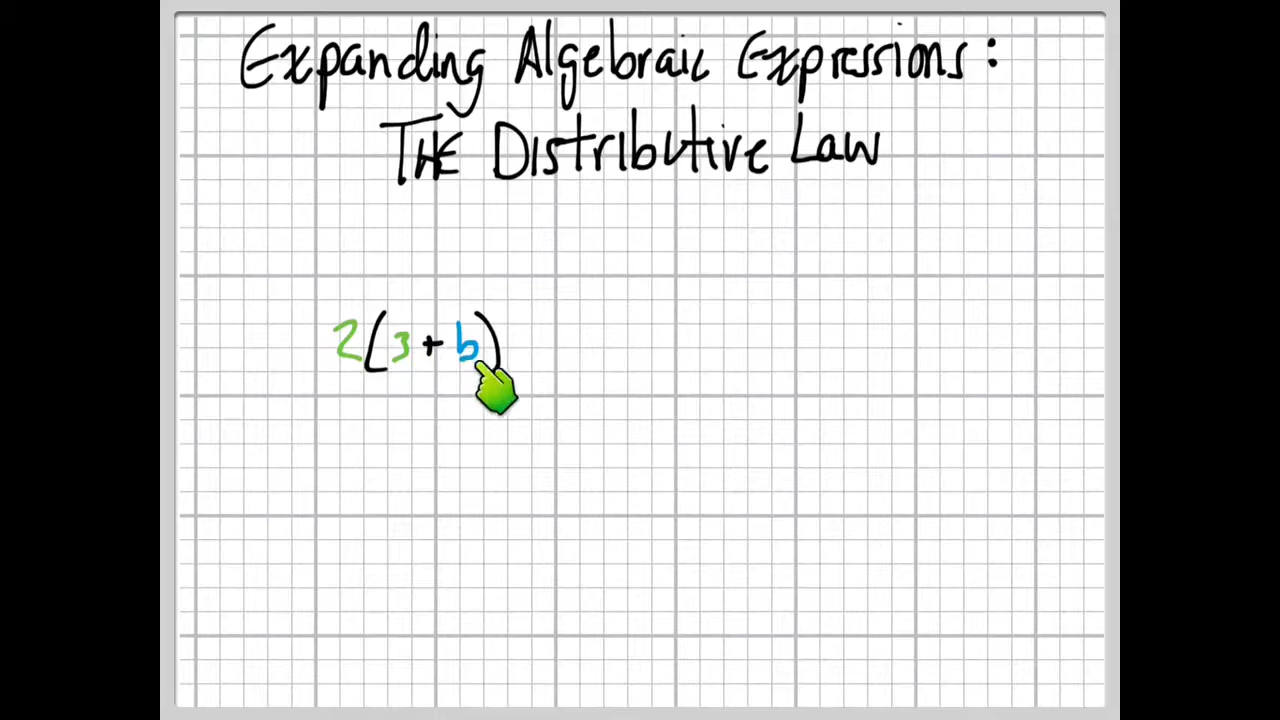 Expanding Algebraic Expressions:
THE Distributive Law
2(3 + b)